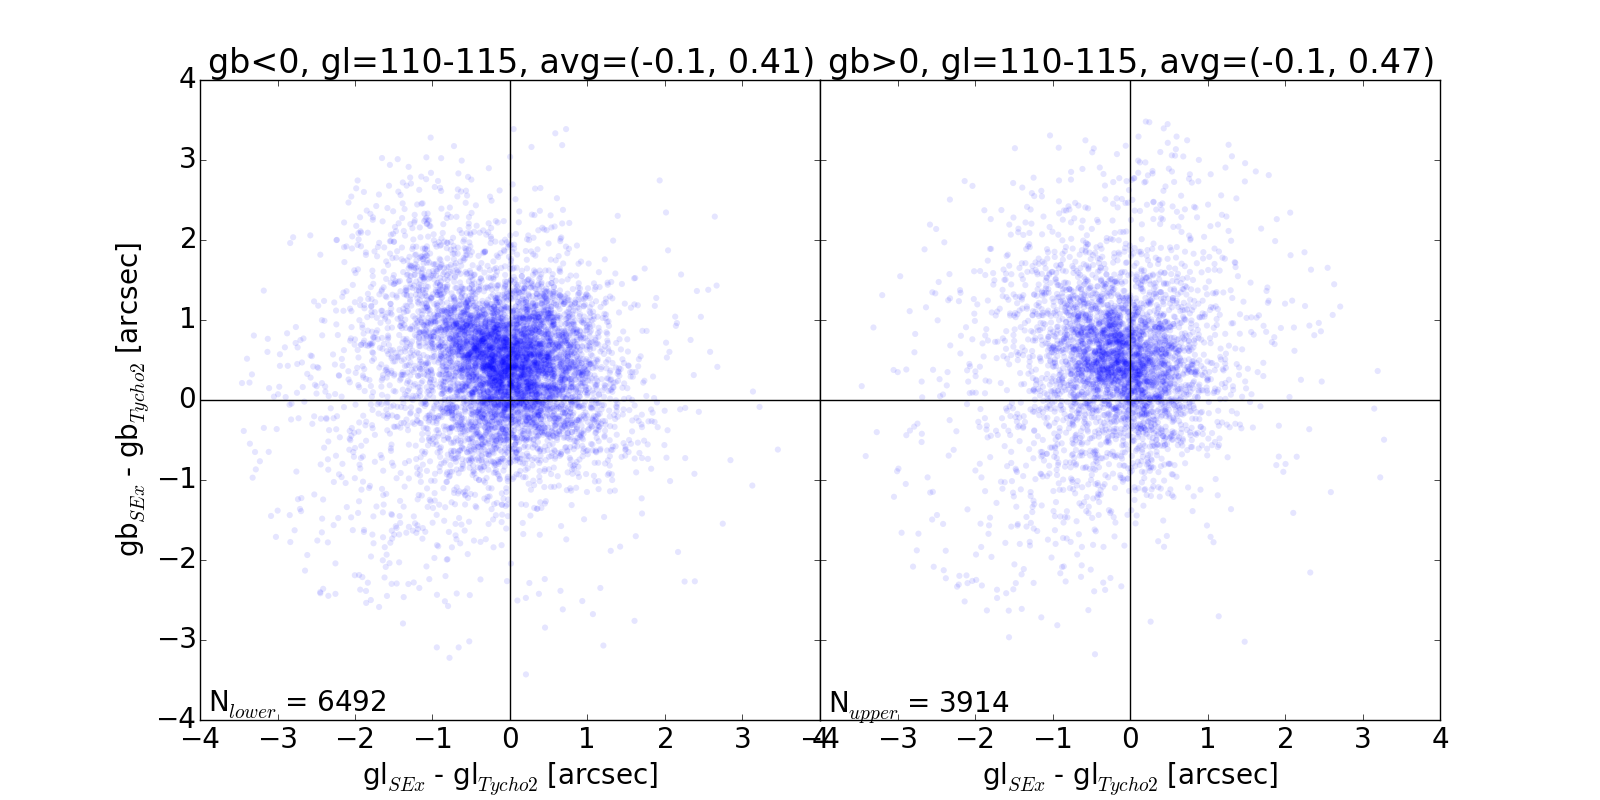 gb<0, gl=110-115, avg=(-0.1, 0.41) gb>0, gl=110-115, avg=(-0.1, 0.47)
4
3
2
1
0
−1
−2
−3
−4
gb_SEx - gb_Tycho2 [arcsec]
N_lower = 6492
N_upper = 3914
−4 −3 −2 −1 0 1 2 3 4
−4 −3 −2 −1 0 1 2 3 4
gl_SEx - gl_Tycho2 [arcsec]
gl_SEx - gl_Tycho2 [arcsec]